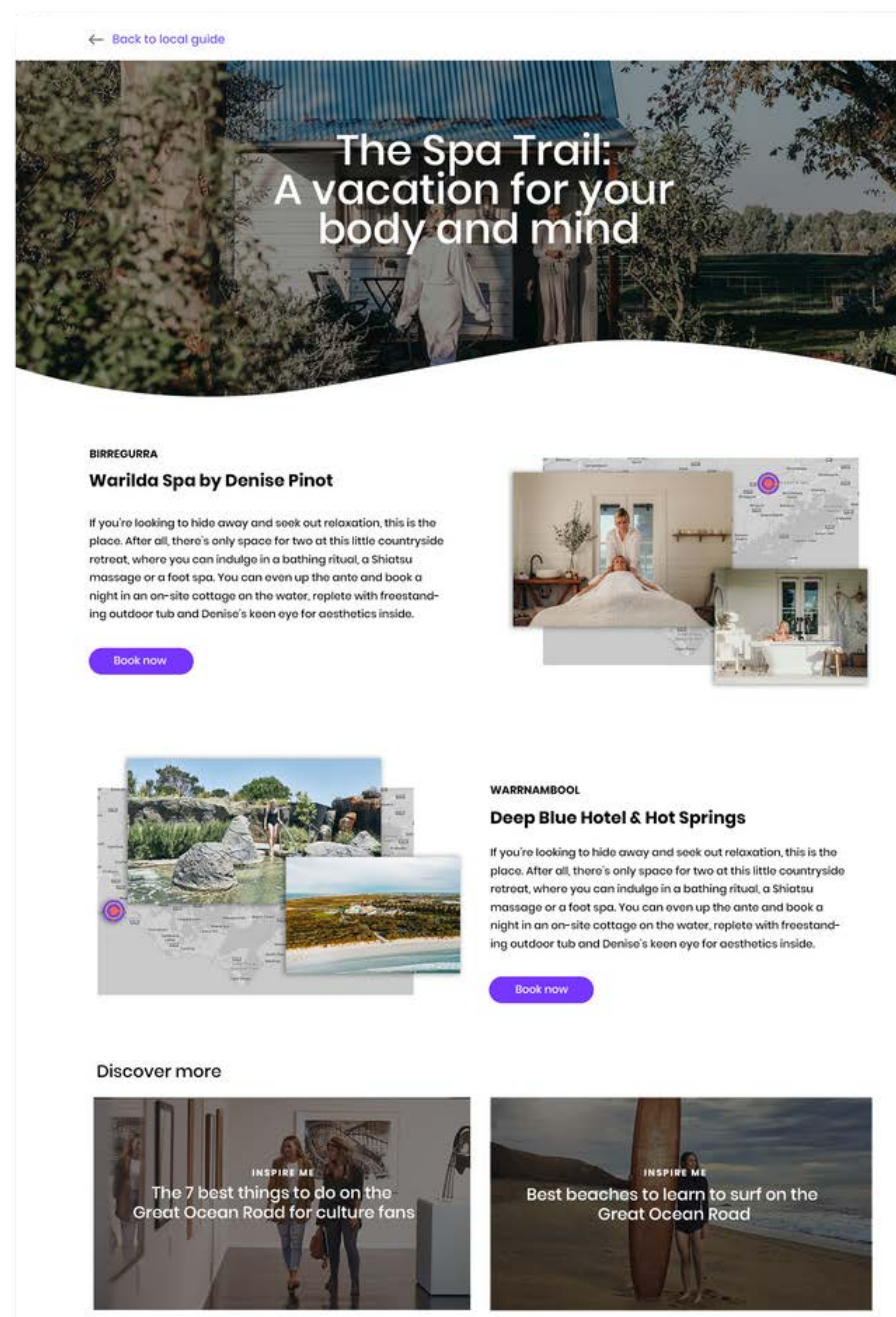 Back to local guide
The Spa Trail:
A vacation for your
body and mind
BIRREGURRA
Warilda Spa by Denise Pinot
If you're looking to hide away and seek out relaxation, this is the
place. After all, there's only space for two at this little countryside
retreat, where you can indulge in a bathing ritual, a Shiatsu
massage or a foot spa. You can even up the ante and book a
night in an on-site cottage on the water, replete with freestand-
ing outdoor tub and Denise's keen eye for aesthetics inside.
Book now
WARRNAMBOOL
Deep Blue Hotel & Hot Springs
If you're looking to hide away and seek out relaxation, this is the
place. After all, there's only space for two at this little countryside
retreat, where you can indulge in a bathing ritual, a Shiatsu
massage or a foot spa. You can even up the ante and book a
night in an on-site cottage on the water, replete with freestand-
ing outdoor tub and Denise's keen eye for aesthetics inside.
Book now
Discover more
INSPIRE ME
The 7 best things to do on the
Great Ocean Road for culture fans
INSPIRE ME
Best beaches to learn to surf on the
Great Ocean Road